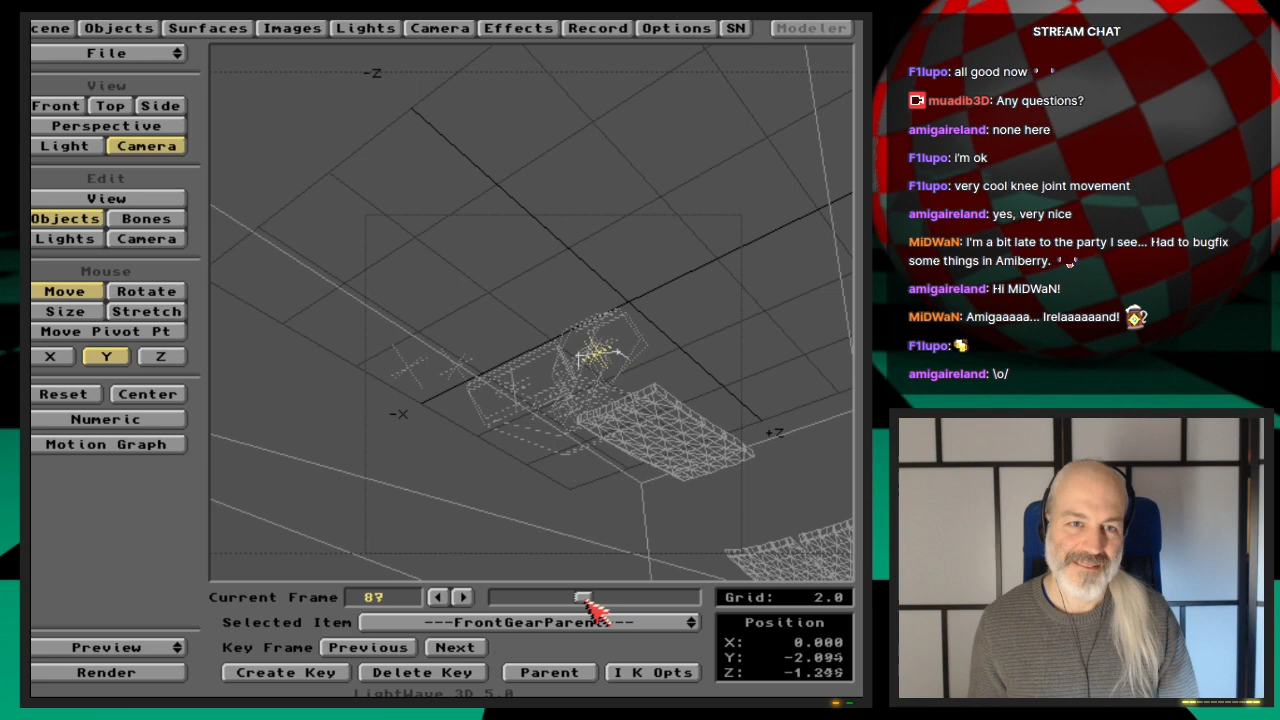 cene Objects Surfaces Images Lights Camera Effects Record Options SN Modeler
File
View
Front Top Side
Perspective
Light Camera
Edit
View
Objects Bones
Lights Camera
Mouse
Move Rotate
Size Stretch
Move Pivot Pt
X Y Z
Reset Center
Numeric
Motion Graph
Preview
Render
-Z
-X
+Z
Current Frame 87
Selected Item ---FrontGearParent---
Key Frame Previous Next
Create Key Delete Key Parent I K Opts
LightWave 3D 5.0
Grid: 2.0
Position
X: 0.000
Y: -2.094
Z: -1.299
STREAM CHAT
F1lupo: all good now
muadib3D: Any questions?
amigaireland: none here
F1lupo: i'm ok
F1lupo: very cool knee joint movement
amigaireland: yes, very nice
MiDWaN: I'm a bit late to the party I see... Had to bugfix
some things in Amiberry.
amigaireland: Hi MiDWaN!
MiDWaN: Amigaaaaa... Irelaaaaaand!
F1lupo:
amigaireland: \o/